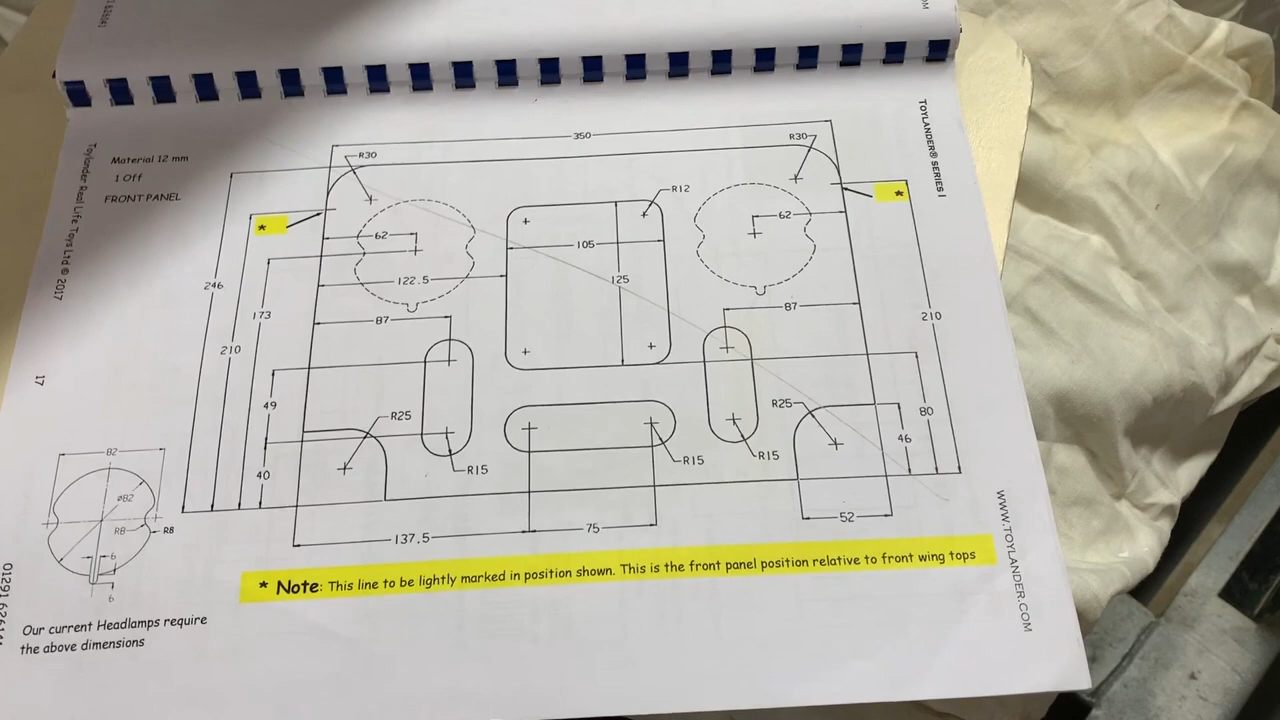 TOYLANDER® SERIES I
Toylander Real Life Toys Ltd © 2017
Material 12 mm
1 Off
FRONT PANEL
350
R30
R30
R12
*
*
62
62
105
122.5
125
246
173
210
210
87
87
49
R25
R25
80
46
40
R15
R15
R15
17
82
ø82
R8
R8
6
6
52
75
137.5
* Note: This line to be lightly marked in position shown. This is the front panel position relative to front wing tops
Our current Headlamps require
the above dimensions
WWW.TOYLANDER.COM